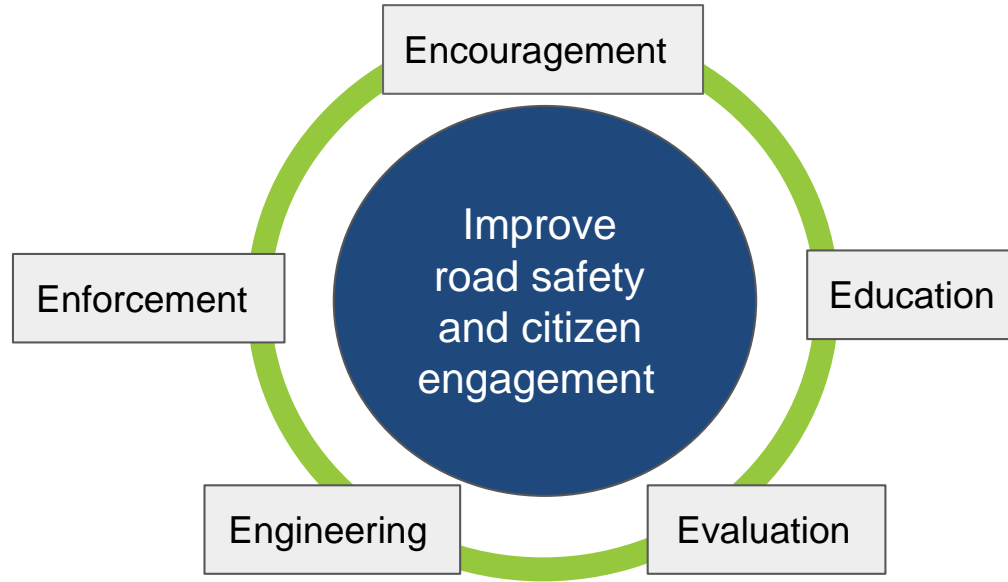 Encouragement
Improve
road safety
and citizen
engagement
Enforcement
Education
Engineering
Evaluation